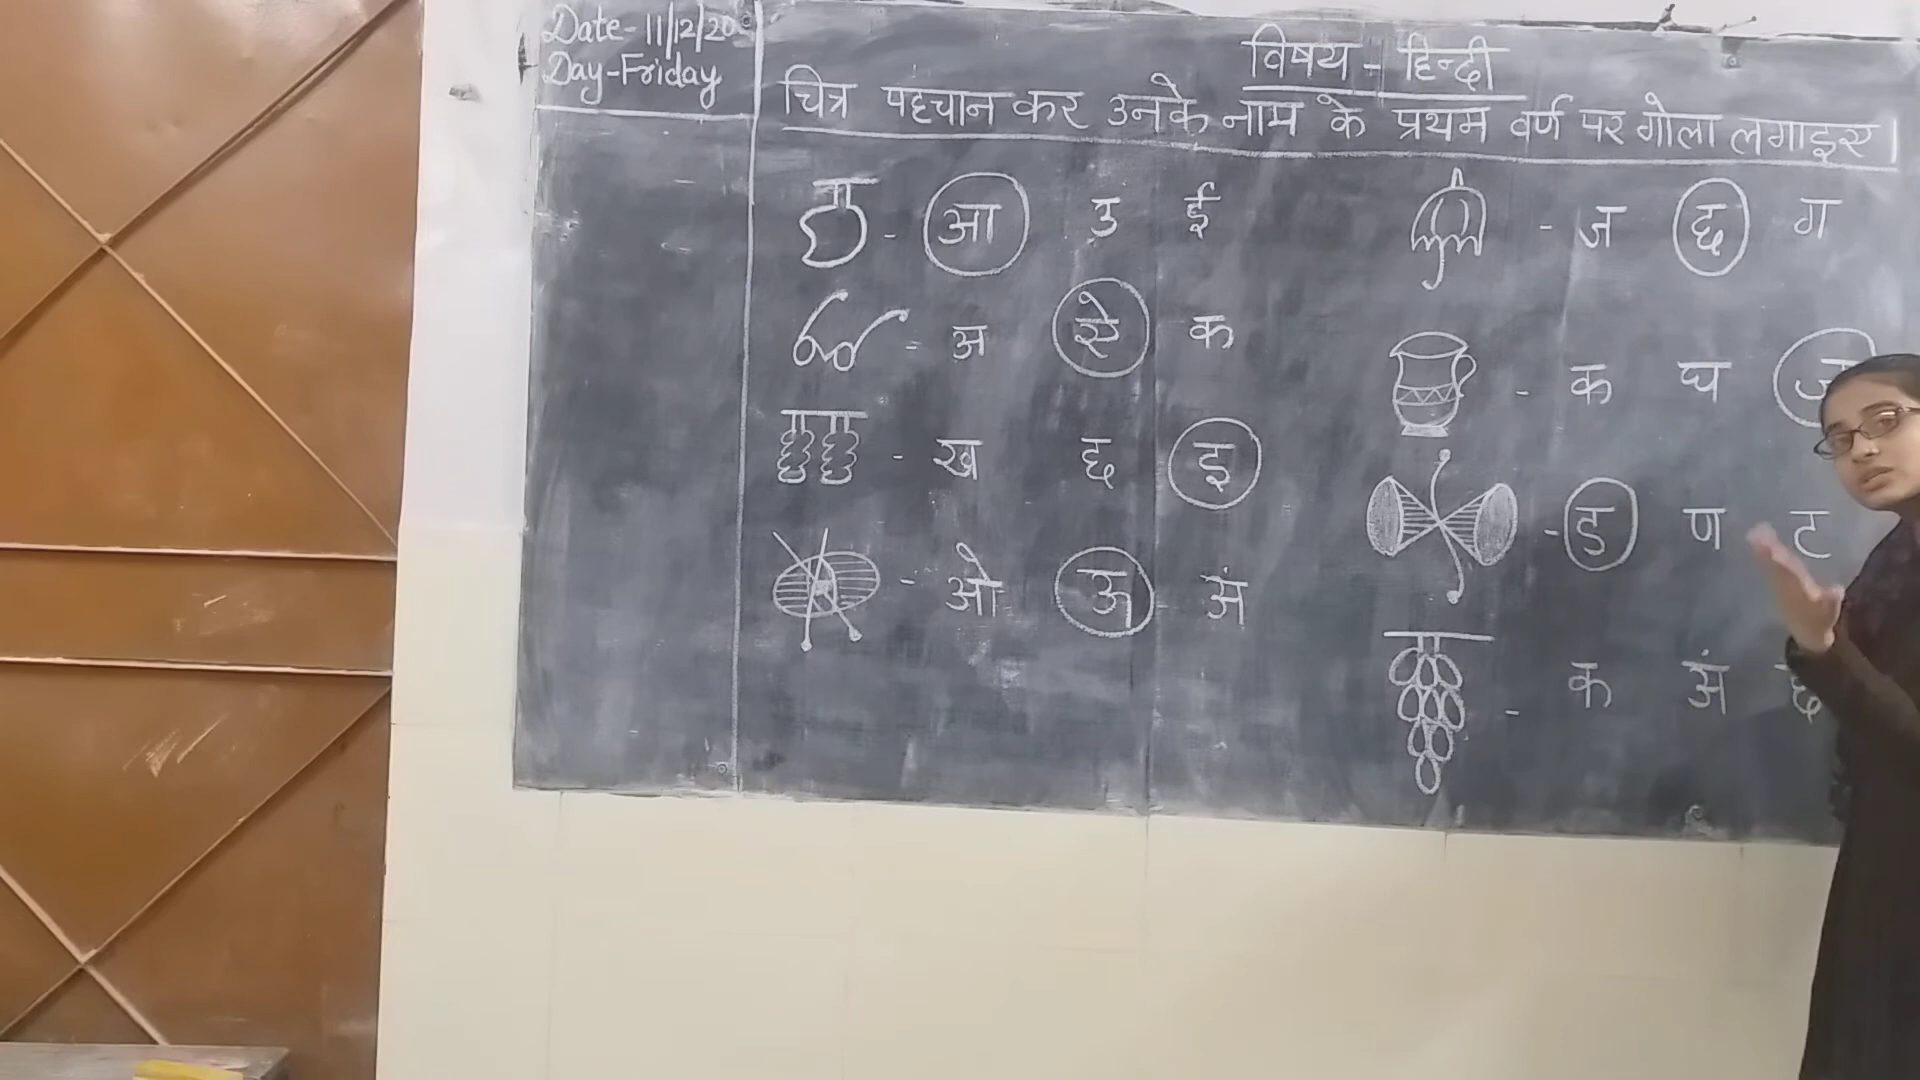 Date-11/12/20
Day-Friday
विषय - हिन्दी
चित्र पहचान कर उनके नाम के प्रथम वर्ण पर गोला लगाइए।
- आ उ ई
- अ ऐ क
- ख छ इ
- ओ ऊ अं
- ज छ ग
- क घ ज
- ड ण ट
- क अं छ